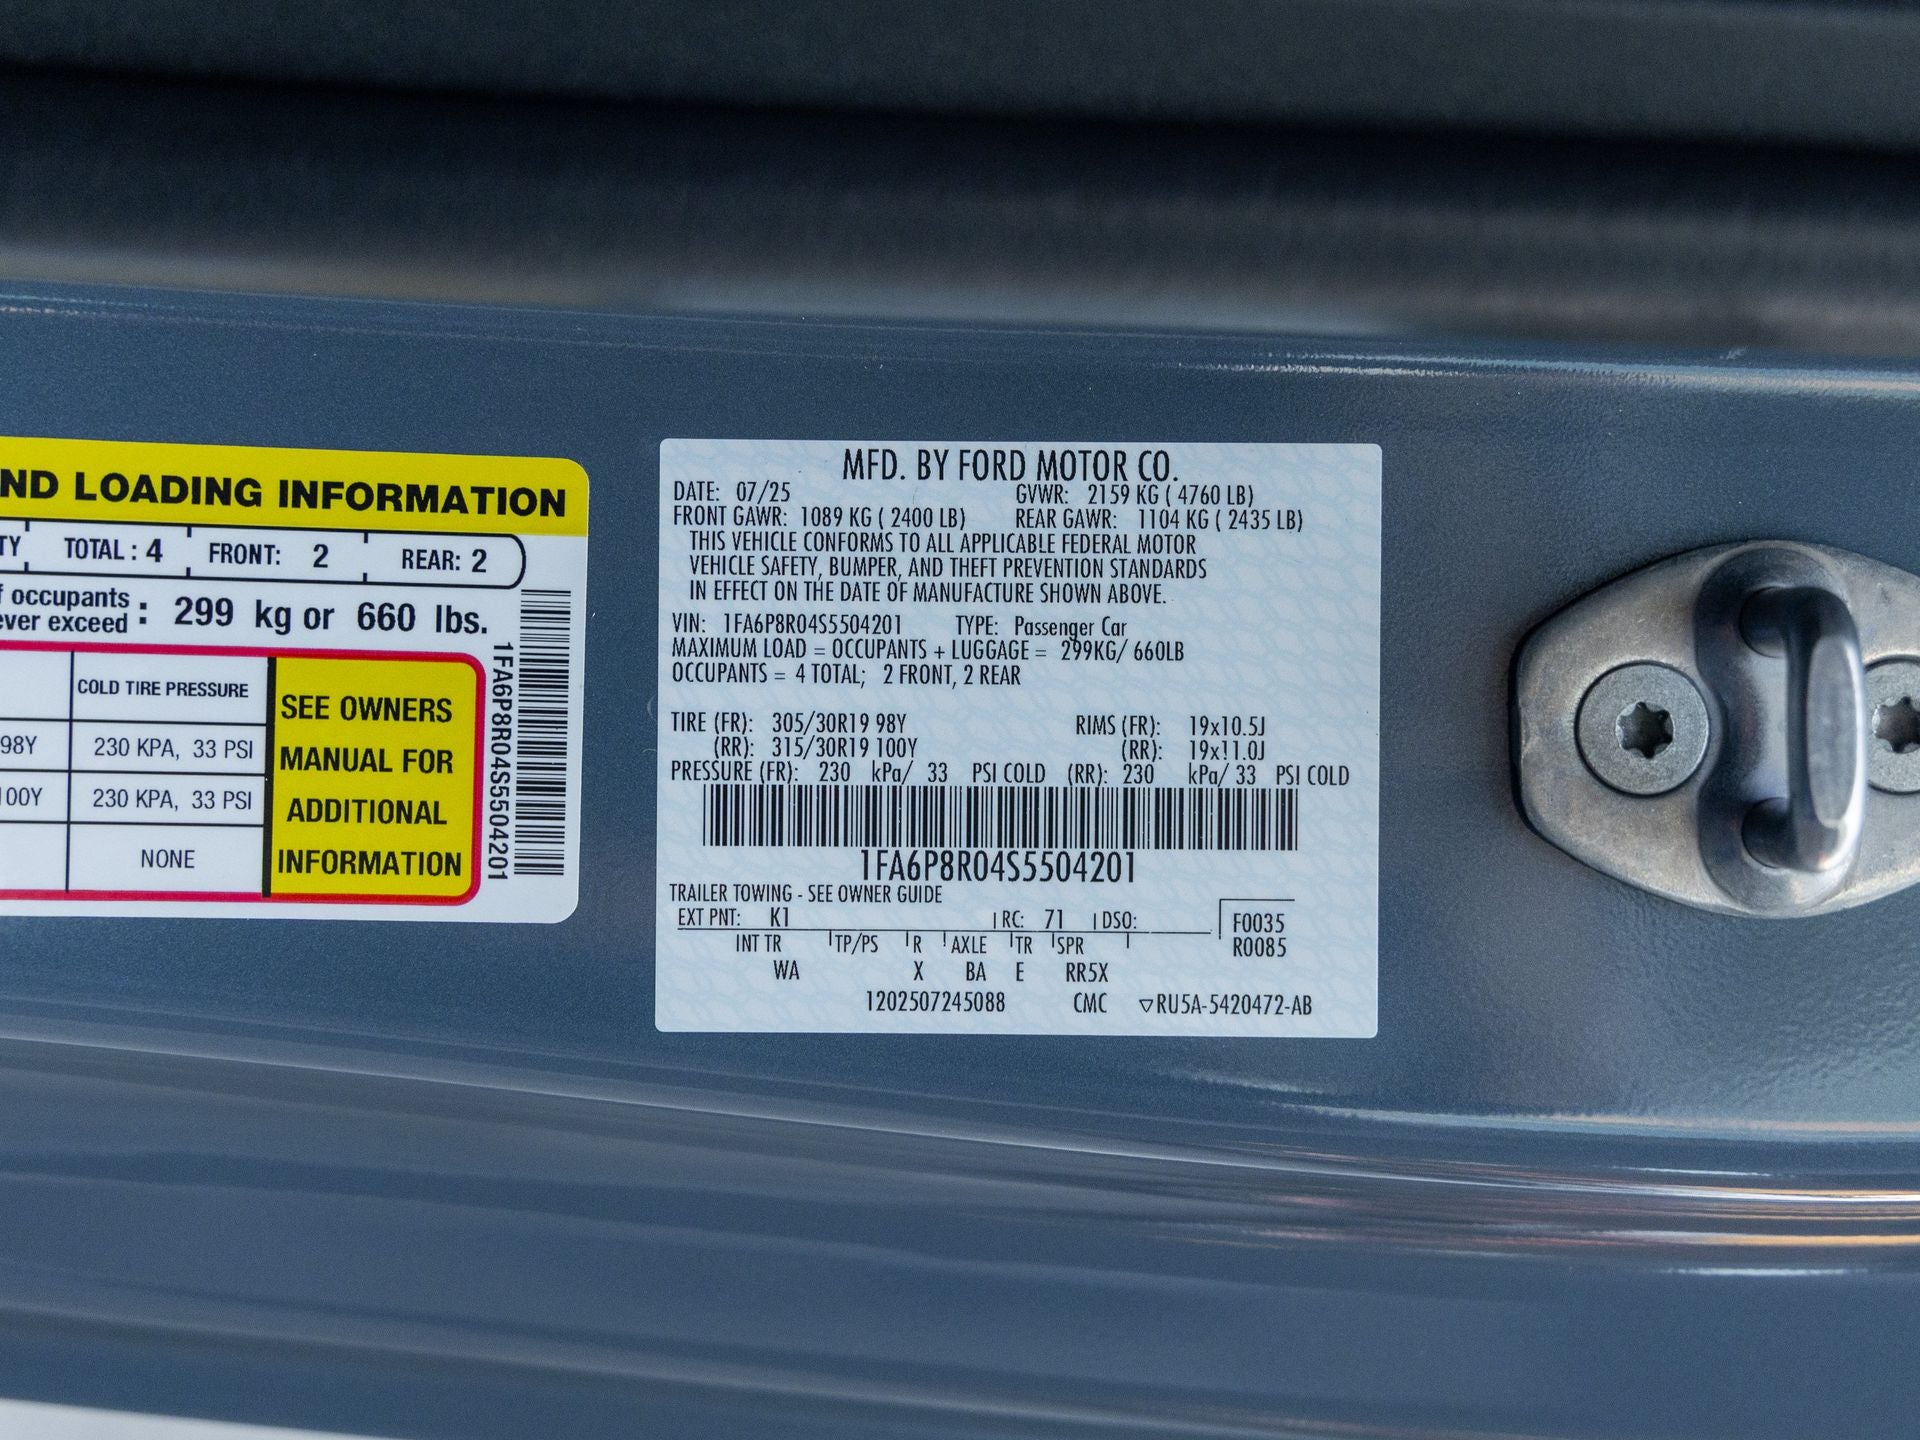 ND LOADING INFORMATION
TY TOTAL : 4 FRONT: 2 REAR: 2
f occupants
ever exceed : 299 kg or 660 lbs.
COLD TIRE PRESSURE
98Y 230 KPA, 33 PSI
100Y 230 KPA, 33 PSI
NONE
SEE OWNERS
MANUAL FOR
ADDITIONAL
INFORMATION
1FA6P8R04S5504201
MFD. BY FORD MOTOR CO.
DATE: 07/25 GVWR: 2159 KG ( 4760 LB)
FRONT GAWR: 1089 KG ( 2400 LB) REAR GAWR: 1104 KG ( 2435 LB)
THIS VEHICLE CONFORMS TO ALL APPLICABLE FEDERAL MOTOR
VEHICLE SAFETY, BUMPER, AND THEFT PREVENTION STANDARDS
IN EFFECT ON THE DATE OF MANUFACTURE SHOWN ABOVE.
VIN: 1FA6P8R04S5504201 TYPE: Passenger Car
MAXIMUM LOAD = OCCUPANTS + LUGGAGE = 299KG/ 660LB
OCCUPANTS = 4 TOTAL; 2 FRONT, 2 REAR
TIRE (FR): 305/30R19 98Y RIMS (FR): 19x10.5J
(RR): 315/30R19 100Y (RR): 19x11.0J
PRESSURE (FR): 230 kPa/ 33 PSI COLD (RR): 230 kPa/ 33 PSI COLD
1FA6P8R04S5504201
TRAILER TOWING - SEE OWNER GUIDE
EXT PNT: K1 RC: 71 DSO: F0035
INT TR TP/PS R AXLE TR SPR R0085
WA X BA E RR5X
1202507245088 CMC ▽RU5A-5420472-AB